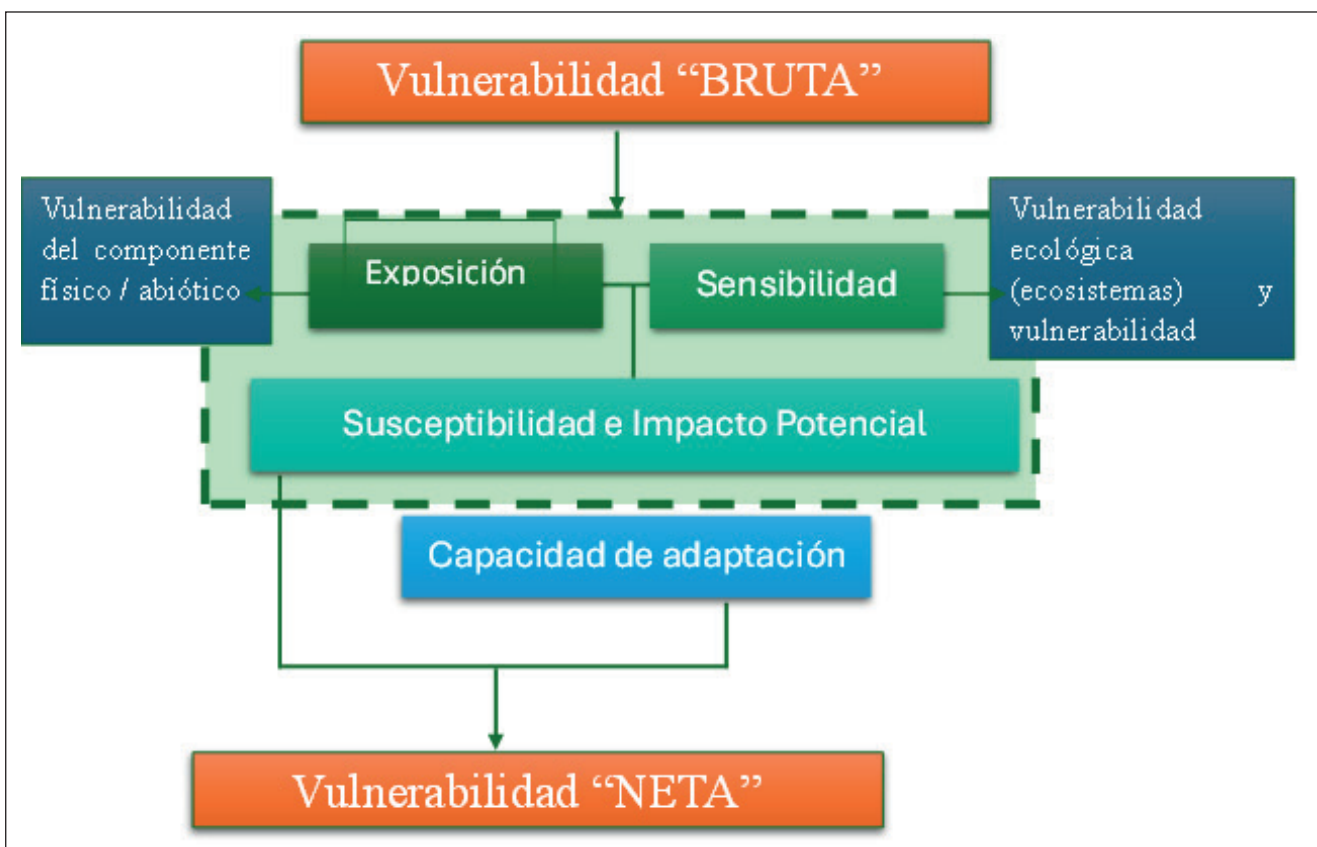 Vulnerabilidad “BRUTA”
Vulnerabilidad
del componente
físico / abiótico
Exposición
Sensibilidad
Vulnerabilidad
ecológica
(ecosistemas) y
vulnerabilidad
Susceptibilidad e Impacto Potencial
Capacidad de adaptación
Vulnerabilidad “NETA”